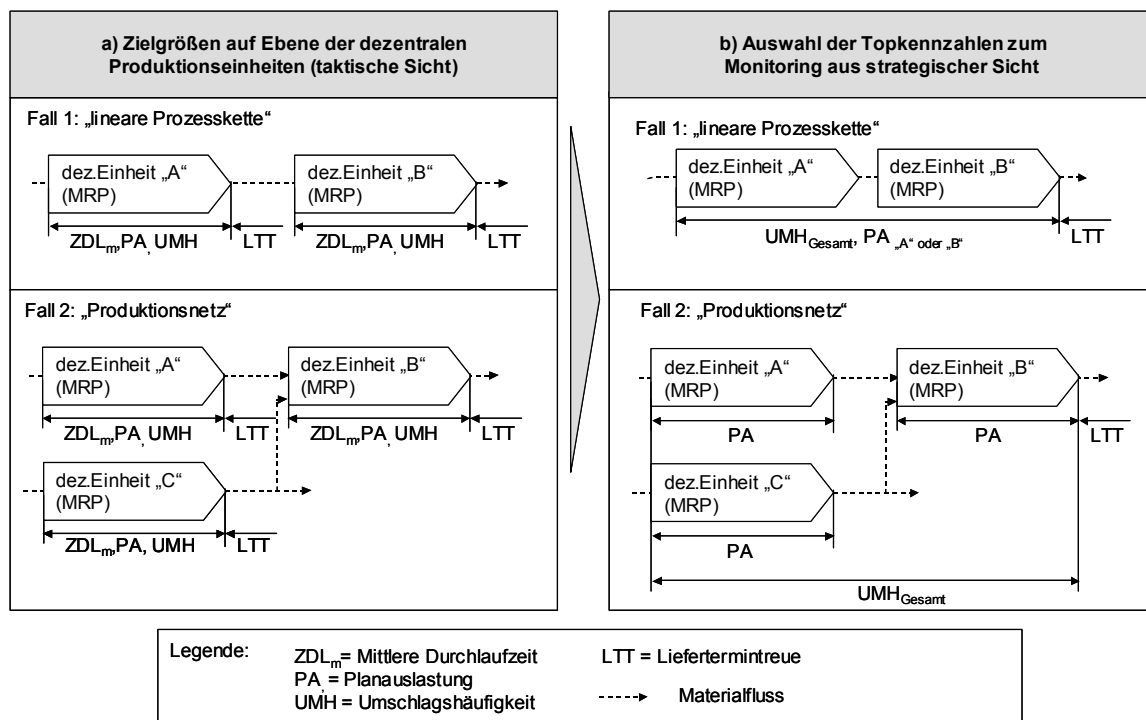 a) Zielgrößen auf Ebene der dezentralen
Produktionseinheiten (taktische Sicht)
Fall 1: „lineare Prozesskette“
dez.Einheit „A“
(MRP)
dez.Einheit „B“
(MRP)
ZDLm,PA, UMH
LTT
ZDLm,PA, UMH
LTT
Fall 2: „Produktionsnetz“
dez.Einheit „A“
(MRP)
dez.Einheit „B“
(MRP)
ZDLm,PA, UMH
LTT
ZDLm,PA, UMH
LTT
dez.Einheit „C“
(MRP)
ZDLm,PA, UMH
LTT
b) Auswahl der Topkennzahlen zum
Monitoring aus strategischer Sicht
Fall 1: „lineare Prozesskette“
dez.Einheit „A“
(MRP)
dez.Einheit „B“
(MRP)
UMHGesamt, PA „A“ oder „B“
LTT
Fall 2: „Produktionsnetz“
dez.Einheit „A“
(MRP)
dez.Einheit „B“
(MRP)
PA
PA
LTT
dez.Einheit „C“
(MRP)
PA
UMHGesamt
Legende:
ZDLm= Mittlere Durchlaufzeit
PA, = Planauslastung
UMH = Umschlagshäufigkeit
LTT = Liefertermintreue
Materialfluss